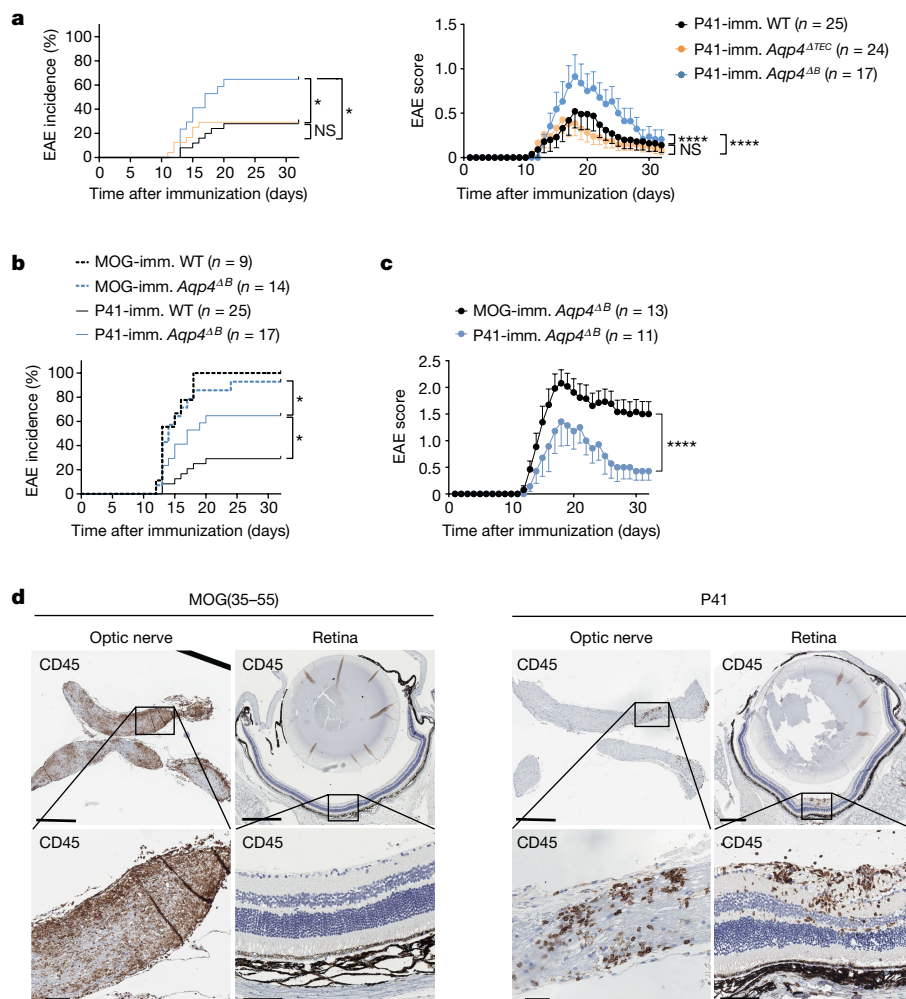 a
EAE incidence (%)
100
80
60
40
20
0
0 5 10 15 20 25 30
Time after immunization (days)
*
NS
*
EAE score
1.5
1.0
0.5
0
0 10 20 30
Time after immunization (days)
****
NS
****
P41-imm. WT (n = 25)
P41-imm. Aqp4ΔTEC (n = 24)
P41-imm. Aqp4ΔB (n = 17)
b
MOG-imm. WT (n = 9)
MOG-imm. Aqp4ΔB (n = 14)
P41-imm. WT (n = 25)
P41-imm. Aqp4ΔB (n = 17)
EAE incidence (%)
100
80
60
40
20
0
0 5 10 15 20 25 30
Time after immunization (days)
*
*
c
MOG-imm. Aqp4ΔB (n = 13)
P41-imm. Aqp4ΔB (n = 11)
EAE score
2.5
2.0
1.5
1.0
0.5
0
0 10 20 30
Time after immunization (days)
****
d
MOG(35–55)
P41
Optic nerve
Retina
Optic nerve
Retina
CD45
CD45
CD45
CD45
CD45
CD45
CD45
CD45